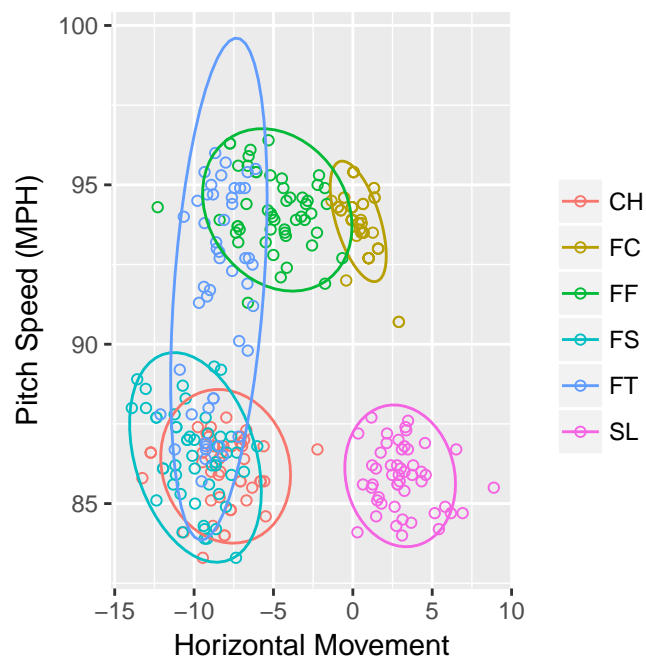 100
95
90
85
Pitch Speed (MPH)
−15 −10 −5 0 5 10
Horizontal Movement
CH
FC
FF
FS
FT
SL